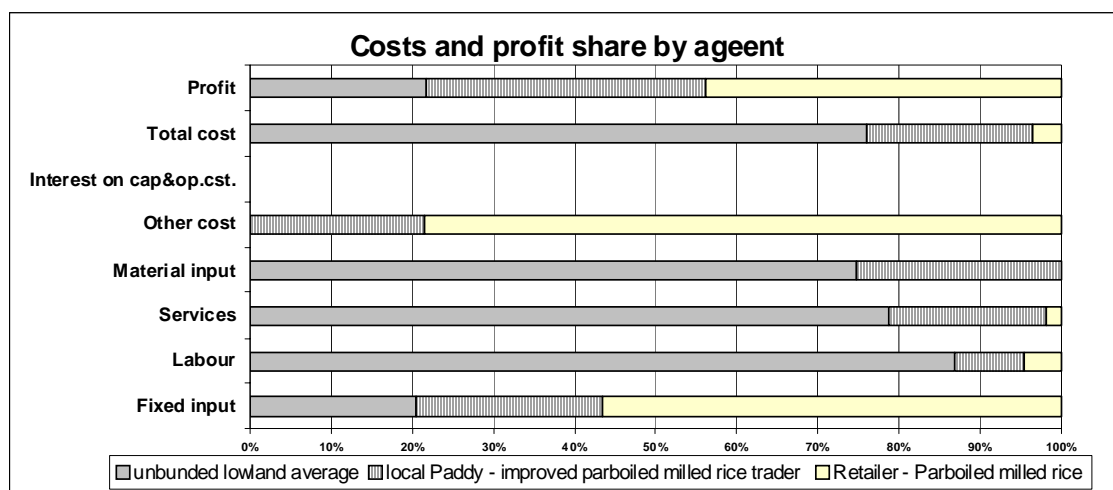 Costs and profit share by ageent
Profit
Total cost
Interest on cap&op.cst.
Other cost
Material input
Services
Labour
Fixed input
0% 10% 20% 30% 40% 50% 60% 70% 80% 90% 100%
unbunded lowland average local Paddy - improved parboiled milled rice trader Retailer - Parboiled milled rice